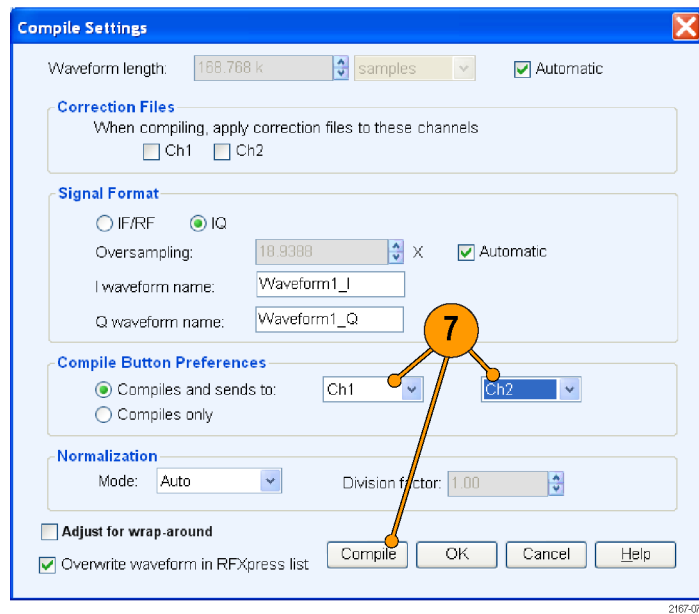 Compile Settings
Waveform length: 168.768 k samples Automatic
Correction Files
When compiling, apply correction files to these channels
Ch1 Ch2
Signal Format
IF/RF IQ
Oversampling: 18.9388 X Automatic
I waveform name: Waveform1_I
Q waveform name: Waveform1_Q
7
Compile Button Preferences
Compiles and sends to: Ch1 Ch2
Compiles only
Normalization
Mode: Auto Division factor: 1.00
Adjust for wrap-around
Overwrite waveform in RFXpress list Compile OK Cancel Help